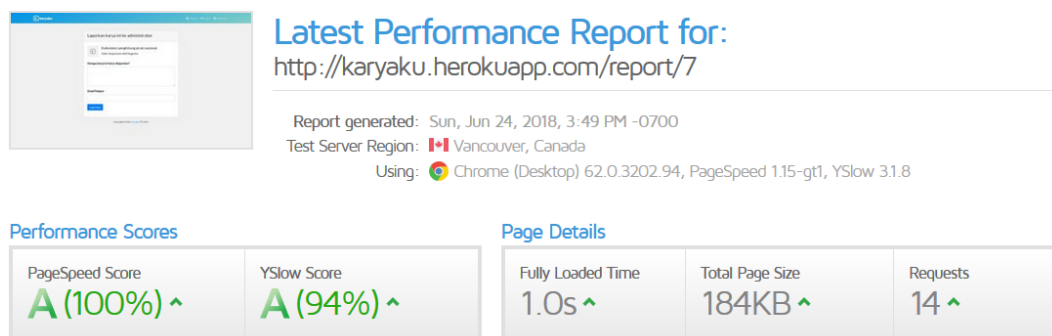 Latest Performance Report for:
http://karyaku.herokuapp.com/report/7
Report generated: Sun, Jun 24, 2018, 3:49 PM -0700
Test Server Region: Vancouver, Canada
Using: Chrome (Desktop) 62.0.3202.94, PageSpeed 1.15-gt1, YSlow 3.1.8
Performance Scores
PageSpeed Score
A (100%)
YSlow Score
A (94%)
Page Details
Fully Loaded Time
1.0s
Total Page Size
184KB
Requests
14